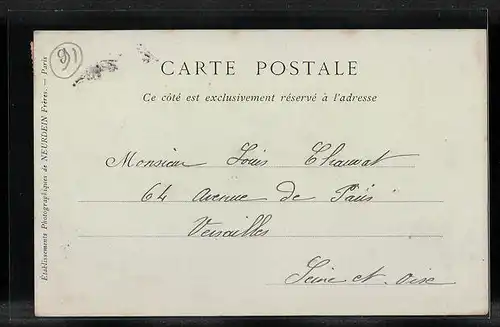 91
CARTE POSTALE
Ce côté est exclusivement réservé à l'adresse
Monsieur Louis
64 avenue de Paris
Versailles
Seine et Oise
Établissements Photographiques de NEURDEIN Frères. — Paris